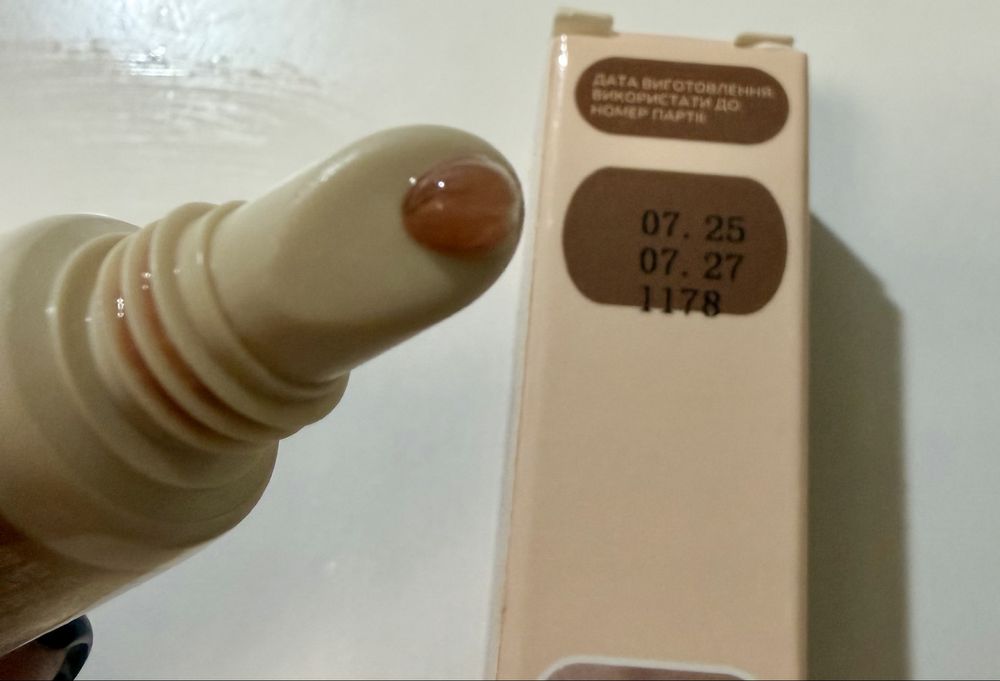 ДАТА ВИГОТОВЛЕННЯ:
ВИКОРИСТАТИ ДО:
НОМЕР ПАРТІЇ:
07. 25
07. 27
1178